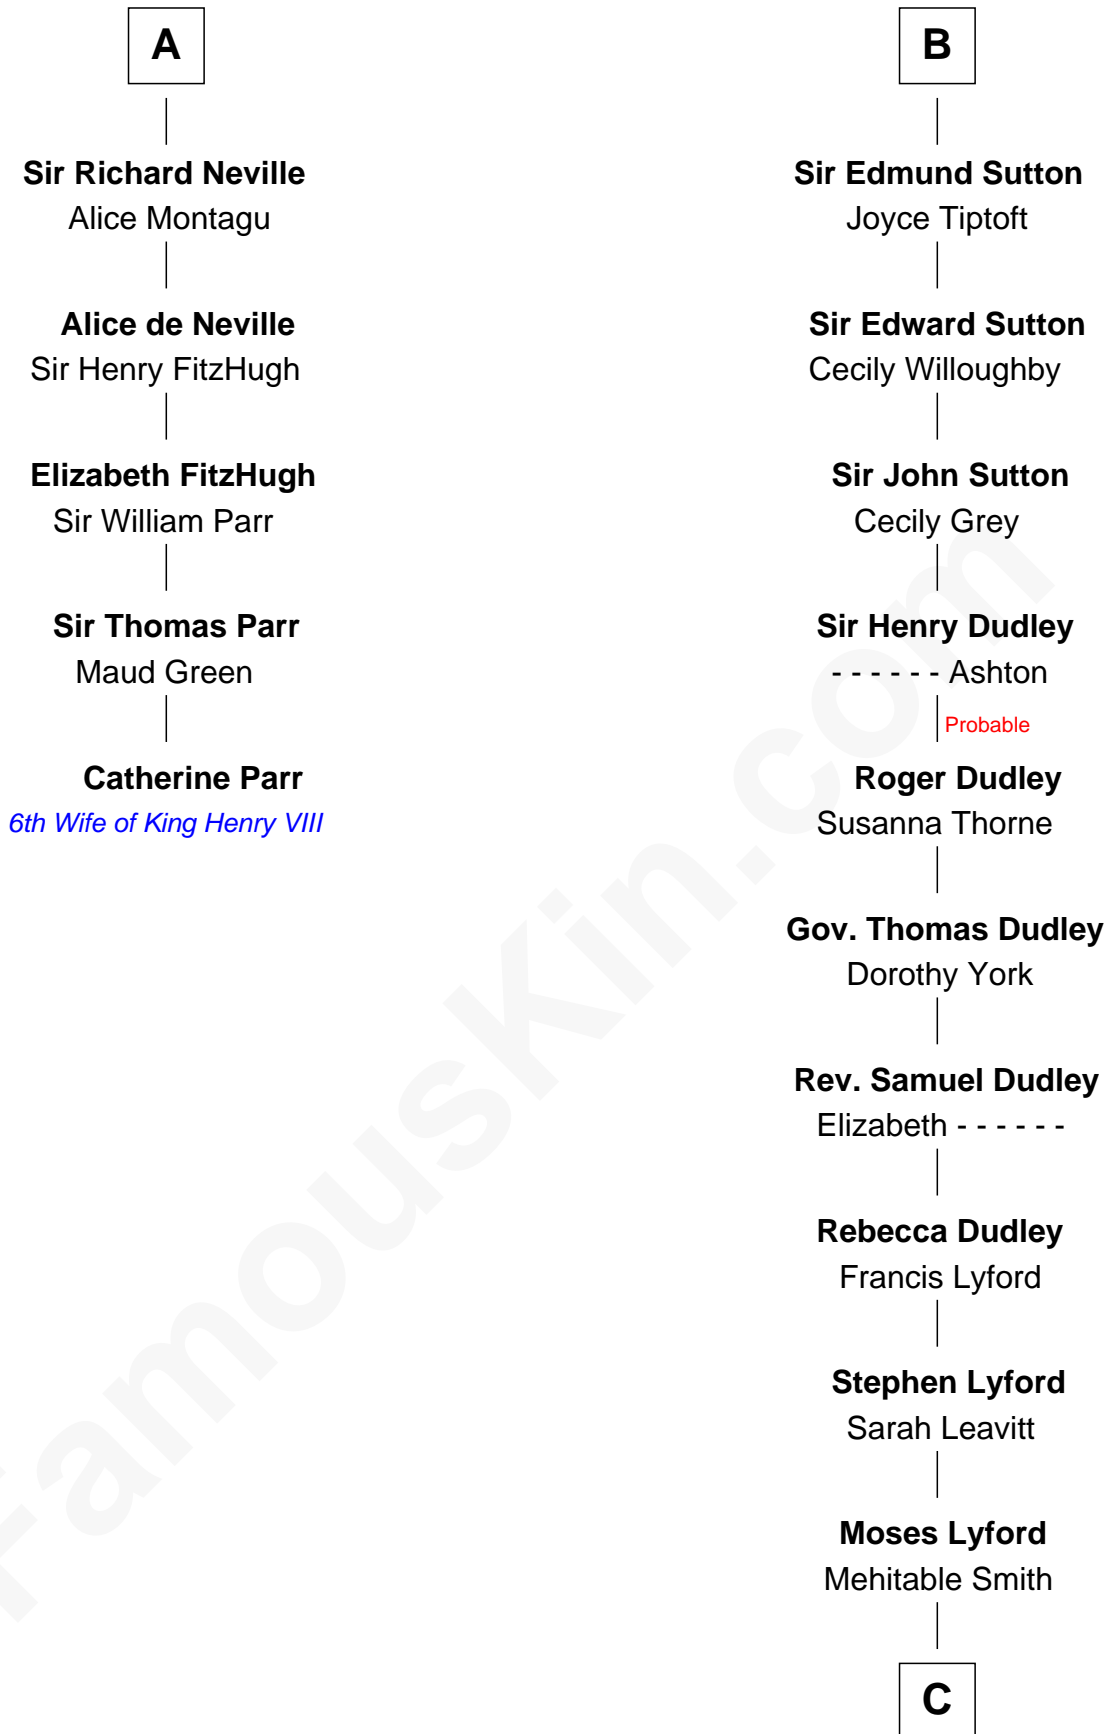 A
Sir Richard Neville
Alice Montagu
Alice de Neville
Sir Henry FitzHugh
Elizabeth FitzHugh
Sir William Parr
Sir Thomas Parr
Maud Green
Catherine Parr
6th Wife of King Henry VIII
B
Sir Edmund Sutton
Joyce Tiptoft
Sir Edward Sutton
Cecily Willoughby
Sir John Sutton
Cecily Grey
Sir Henry Dudley
- - - - - - Ashton
Probable
Roger Dudley
Susanna Thorne
Gov. Thomas Dudley
Dorothy York
Rev. Samuel Dudley
Elizabeth - - - - - -
Rebecca Dudley
Francis Lyford
Stephen Lyford
Sarah Leavitt
Moses Lyford
Mehitable Smith
C
FamousKin.com